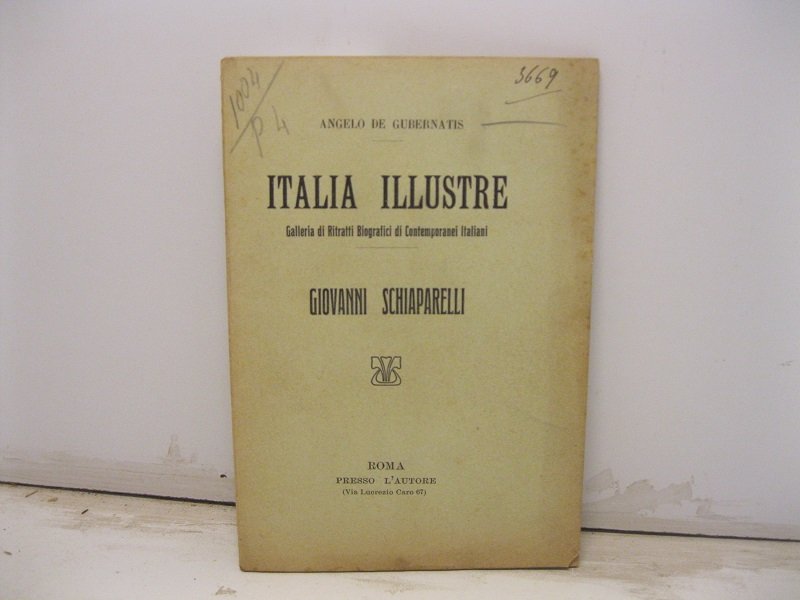 1004/
P 4
3669
ANGELO DE GUBERNATIS
ITALIA ILLUSTRE
Galleria di Ritratti Biografici di Contemporanei Italiani
GIOVANNI SCHIAPARELLI
ROMA
PRESSO L'AUTORE
(Via Lucrezio Caro 67)